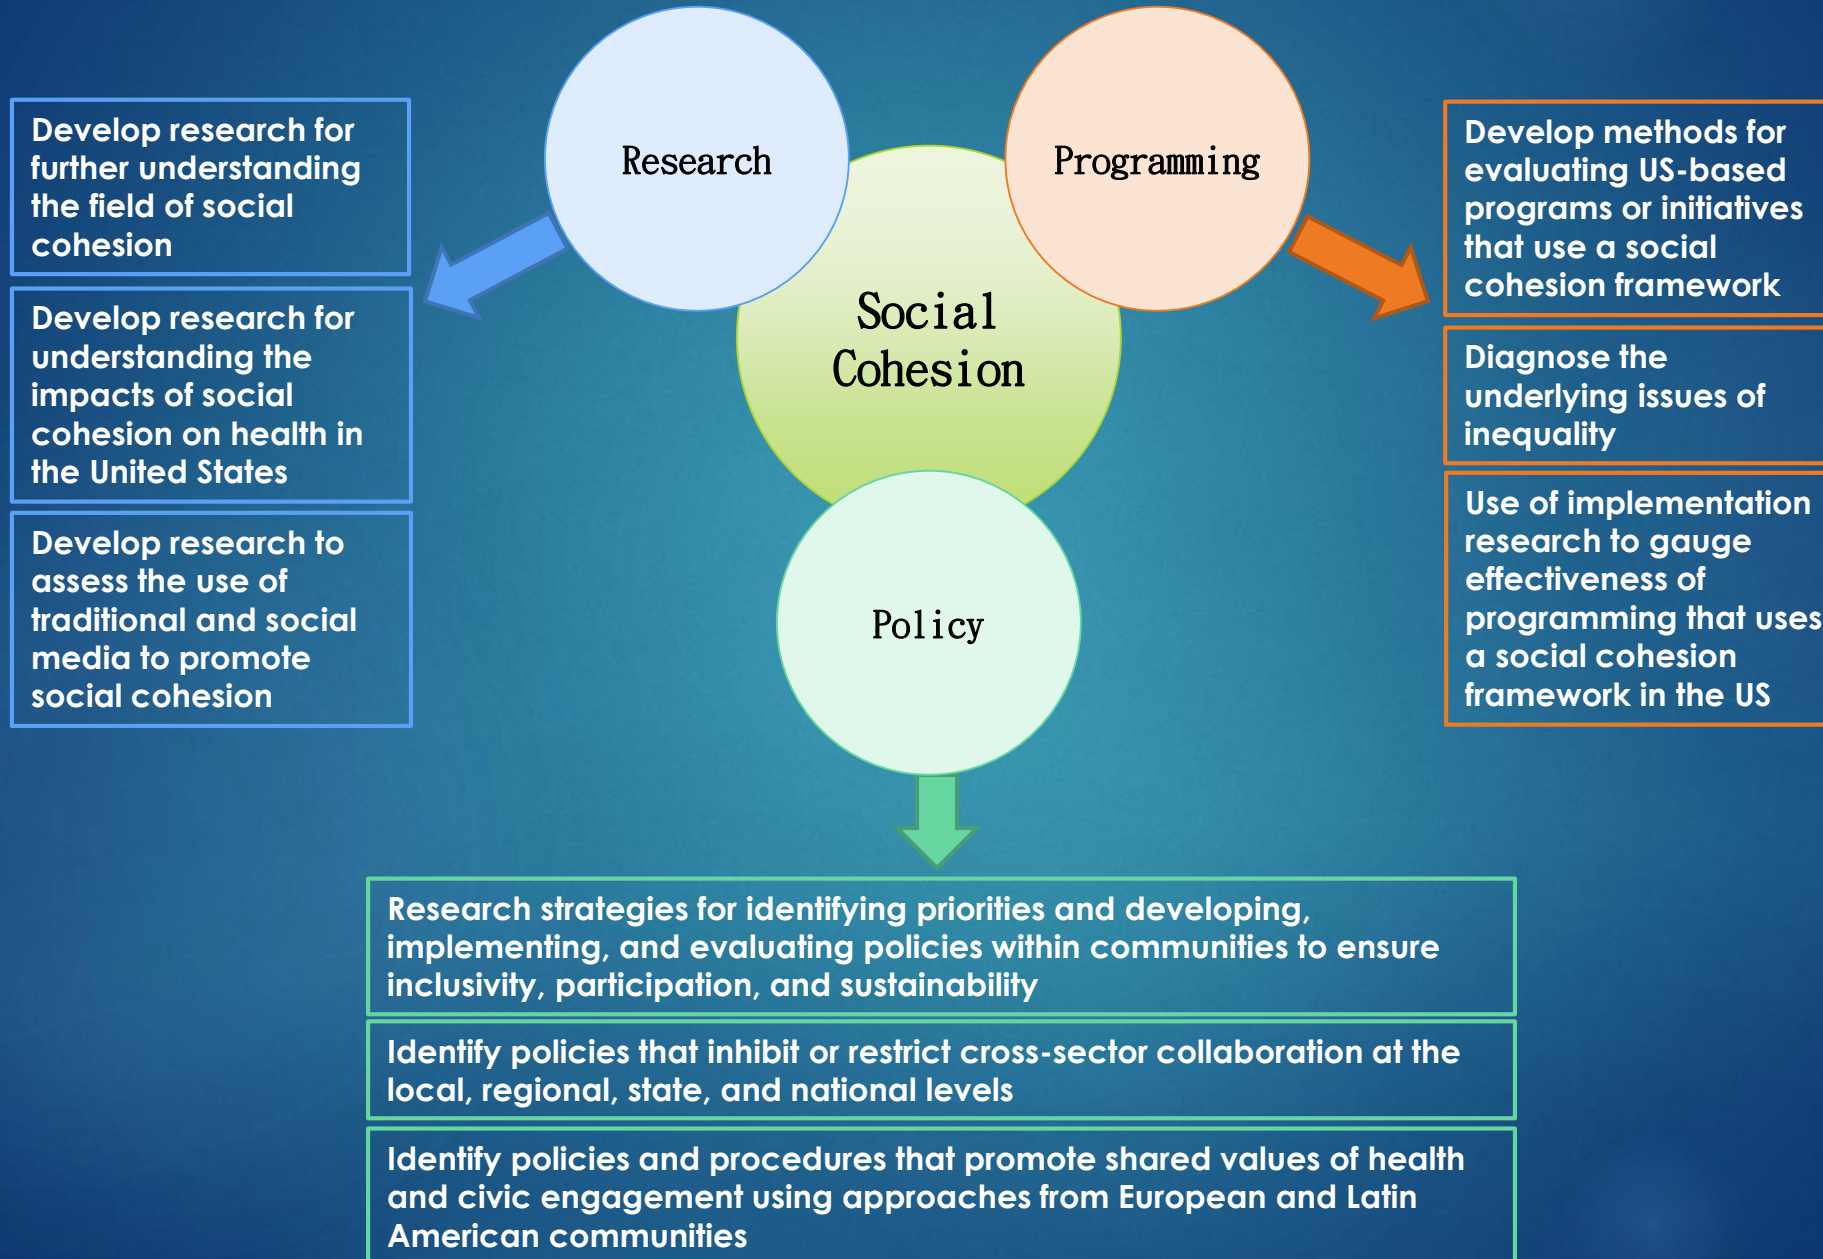 Research
Programming
Social
Cohesion
Policy
Develop research for
further understanding
the field of social
cohesion
Develop research for
understanding the
impacts of social
cohesion on health in
the United States
Develop research to
assess the use of
traditional and social
media to promote
social cohesion
Develop methods for
evaluating US-based
programs or initiatives
that use a social
cohesion framework
Diagnose the
underlying issues of
inequality
Use of implementation
research to gauge
effectiveness of
programming that uses
a social cohesion
framework in the US
Research strategies for identifying priorities and developing,
implementing, and evaluating policies within communities to ensure
inclusivity, participation, and sustainability
Identify policies that inhibit or restrict cross-sector collaboration at the
local, regional, state, and national levels
Identify policies and procedures that promote shared values of health
and civic engagement using approaches from European and Latin
American communities